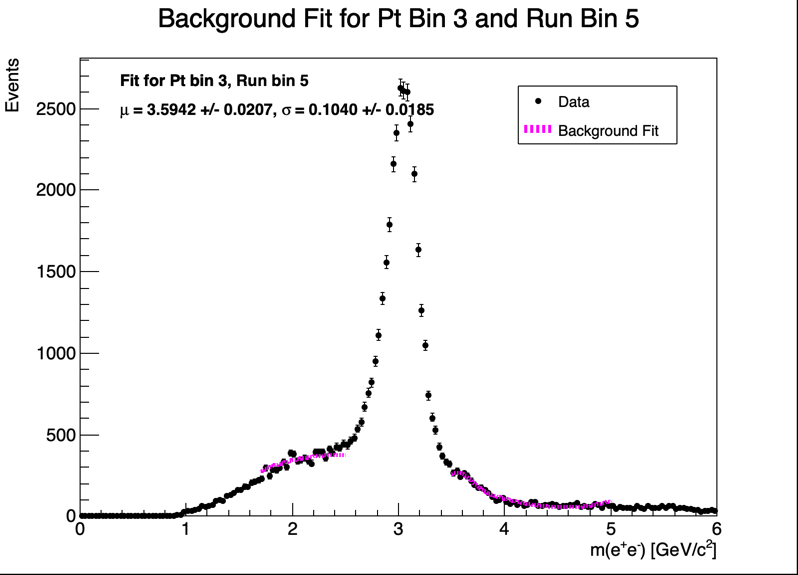 Background Fit for Pt Bin 3 and Run Bin 5
Events
Fit for Pt bin 3, Run bin 5
μ = 3.5942 +/- 0.0207, σ = 0.1040 +/- 0.0185
Data
Background Fit
2500
2000
1500
1000
500
0
0 1 2 3 4 5 6
m(e⁺e⁻) [GeV/c²]